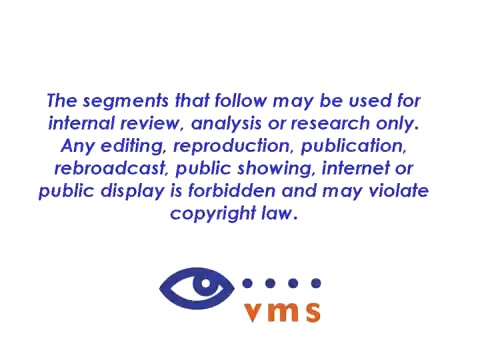 The segments that follow may be used for
internal review, analysis or research only.
Any editing, reproduction, publication,
rebroadcast, public showing, internet or
public display is forbidden and may violate
copyright law.
vms